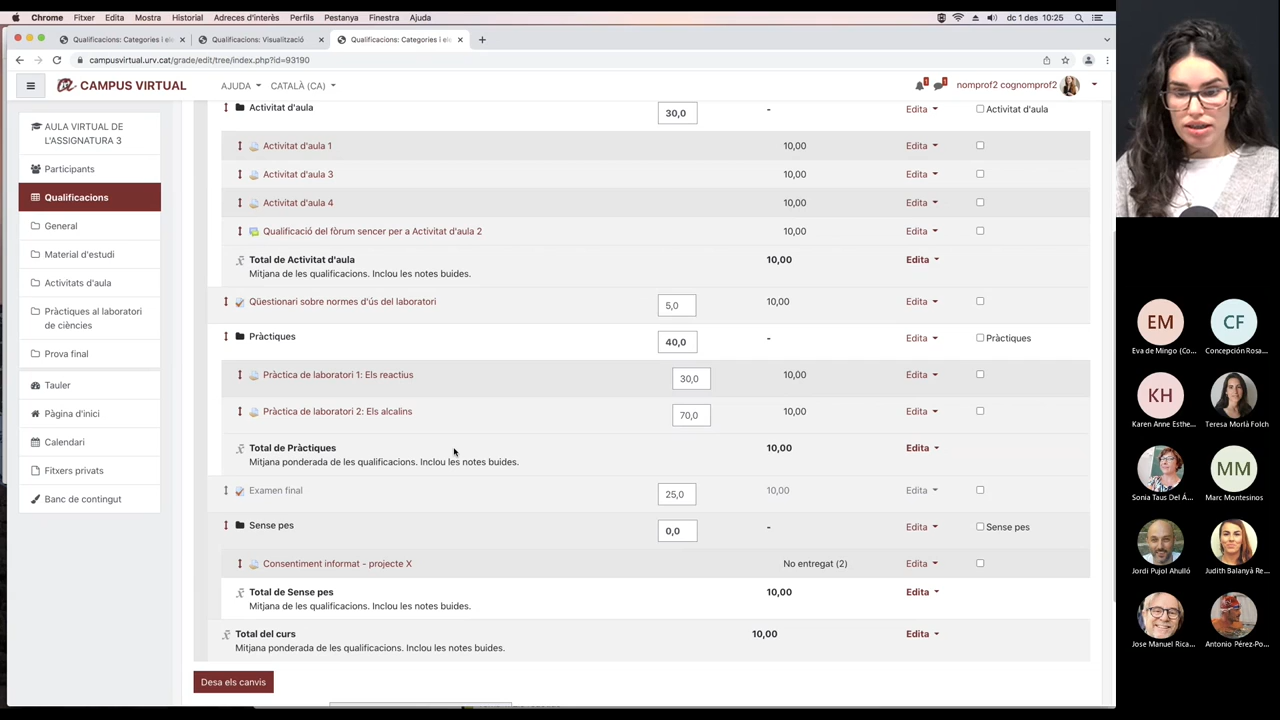 Chrome Fitxer Edita Mostra Historial Adreces d'interès Perfils Pestanya Finestra Ajuda dc 1 des 10:25
Qualificacions: Categories i ele Qualificacions: Visualització Qualificacions: Categories i ele
campusvirtual.urv.cat/grade/edit/tree/index.php?id=93190
CAMPUS VIRTUAL AJUDA CATALÀ (CA) 1 1 nomprof2 cognomprof2
AULA VIRTUAL DE
L'ASSIGNATURA 3
Participants
Qualificacions
General
Material d'estudi
Activitats d'aula
Pràctiques al laboratori
de ciències
Prova final
Tauler
Pàgina d'inici
Calendari
Fitxers privats
Banc de contingut
Activitat d'aula 30,0 - Edita Activitat d'aula
Activitat d'aula 1 10,00 Edita
Activitat d'aula 3 10,00 Edita
Activitat d'aula 4 10,00 Edita
Qualificació del fòrum sencer per a Activitat d'aula 2 10,00 Edita
Total de Activitat d'aula 10,00 Edita
Mitjana de les qualificacions. Inclou les notes buides.
Qüestionari sobre normes d'ús del laboratori 5,0 10,00 Edita
Pràctiques 40,0 - Edita Pràctiques
Pràctica de laboratori 1: Els reactius 30,0 10,00 Edita
Pràctica de laboratori 2: Els alcalins 70,0 10,00 Edita
Total de Pràctiques 10,00 Edita
Mitjana ponderada de les qualificacions. Inclou les notes buides.
Examen final 25,0 10,00 Edita
Sense pes 0,0 - Edita Sense pes
Consentiment informat - projecte X No entregat (2) Edita
Total de Sense pes 10,00 Edita
Mitjana de les qualificacions. Inclou les notes buides.
Total del curs 10,00 Edita
Mitjana ponderada de les qualificacions. Inclou les notes buides.
Desa els canvis
EM CF
Eva de Mingo (Co... Concepción Rosa...
KH
Karen Anne Esthe... Teresa Morlà Folch
MM
Sonia Taus Del Á... Marc Montesinos
Jordi Pujol Ahulló Judith Balanyà Re...
Jose Manuel Rica... Antonio Pérez-Po...